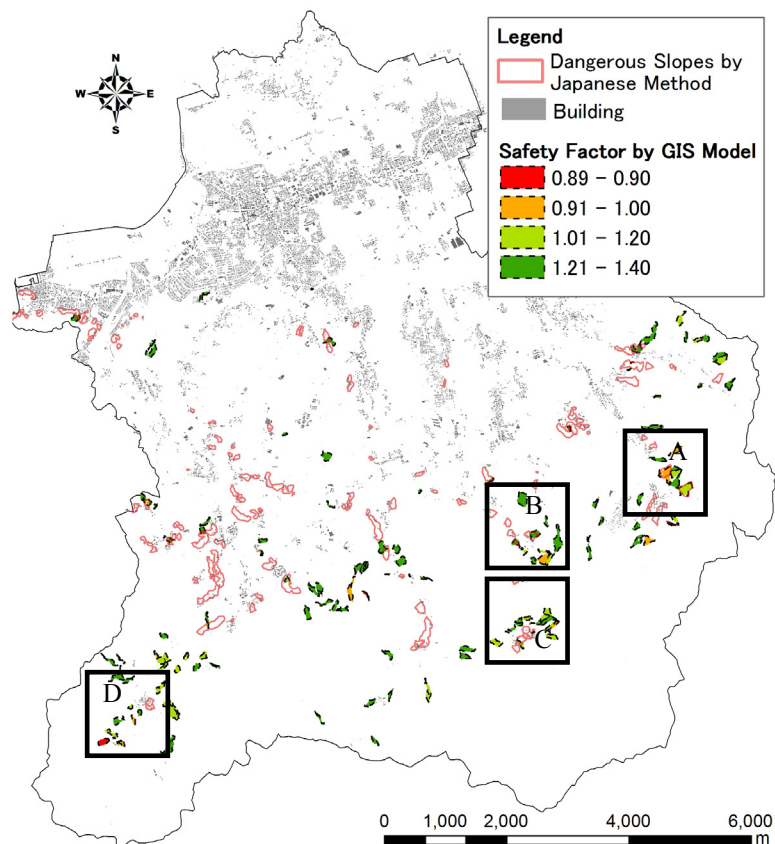 N
W E
S
Legend
Dangerous Slopes by
Japanese Method
Building
Safety Factor by GIS Model
0.89 - 0.90
0.91 - 1.00
1.01 - 1.20
1.21 - 1.40
A
B
C
D
0 1,000 2,000 4,000 6,000
m